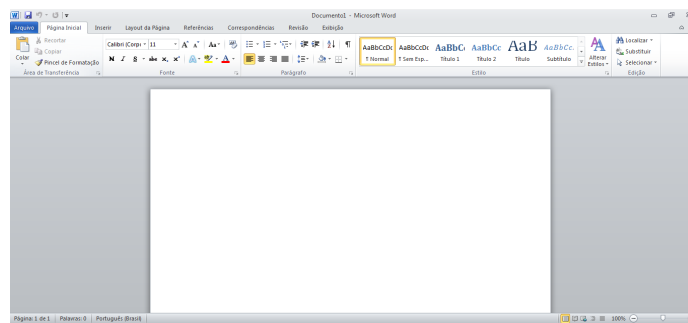 Documento1 - Microsoft Word
Arquivo Página Inicial Inserir Layout da Página Referências Correspondências Revisão Exibição
Colar
Recortar
Copiar
Pincel de Formatação
Área de Transferência
Calibri (Corpo 11
N I S abc x, x² Aa A
Fonte
Parágrafo
AaBbCcDc AaBbCcDc AaBbC AaBbCc AaB AaBbCc.
¶ Normal ¶ Sem Esp... Título 1 Título 2 Título Subtítulo
Alterar
Estilos
Estilo
Localizar
Substituir
Selecionar
Edição
Página: 1 de 1 Palavras: 0 Português (Brasil) 100%